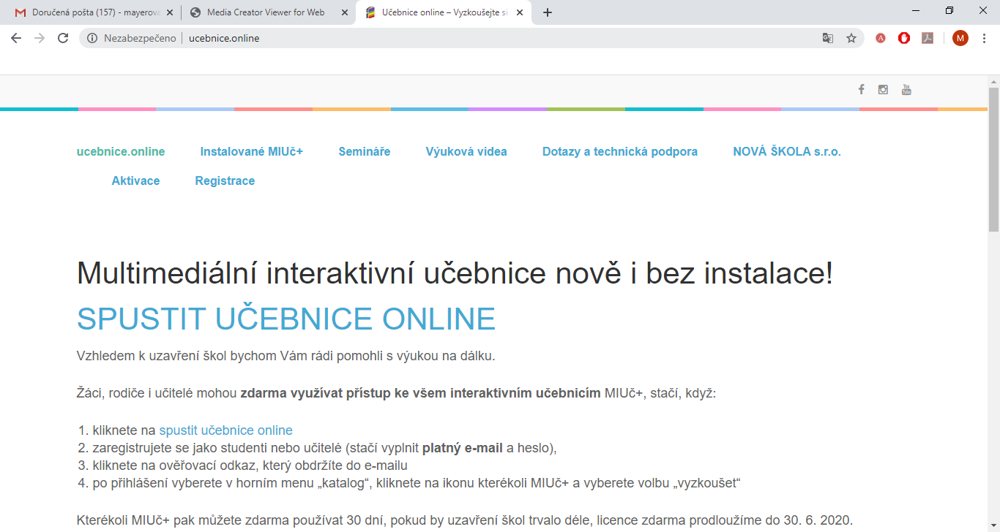 Doručená pošta (157) - mayerova
Media Creator Viewer for Web
Učebnice online – Vyzkoušejte si
Nezabezpečeno
ucebnice.online
M
You Tube
ucebnice.online Instalované MIUč+ Semináře Výuková videa Dotazy a technická podpora NOVÁ ŠKOLA s.r.o.
Aktivace Registrace
Multimediální interaktivní učebnice nově i bez instalace!
SPUSTIT UČEBNICE ONLINE
Vzhledem k uzavření škol bychom Vám rádi pomohli s výukou na dálku.
Žáci, rodiče i učitelé mohou zdarma využívat přístup ke všem interaktivním učebnicím MIUč+, stačí, když:
1. kliknete na spustit učebnice online
2. zaregistrujete se jako studenti nebo učitelé (stačí vyplnit platný e-mail a heslo),
3. kliknete na ověřovací odkaz, který obdržíte do e-mailu
4. po přihlášení vyberete v horním menu „katalog“, kliknete na ikonu kterékoli MIUč+ a vyberete volbu „vyzkoušet“
Kterékoli MIUč+ pak můžete zdarma používat 30 dní, pokud by uzavření škol trvalo déle, licence zdarma prodloužíme do 30. 6. 2020.